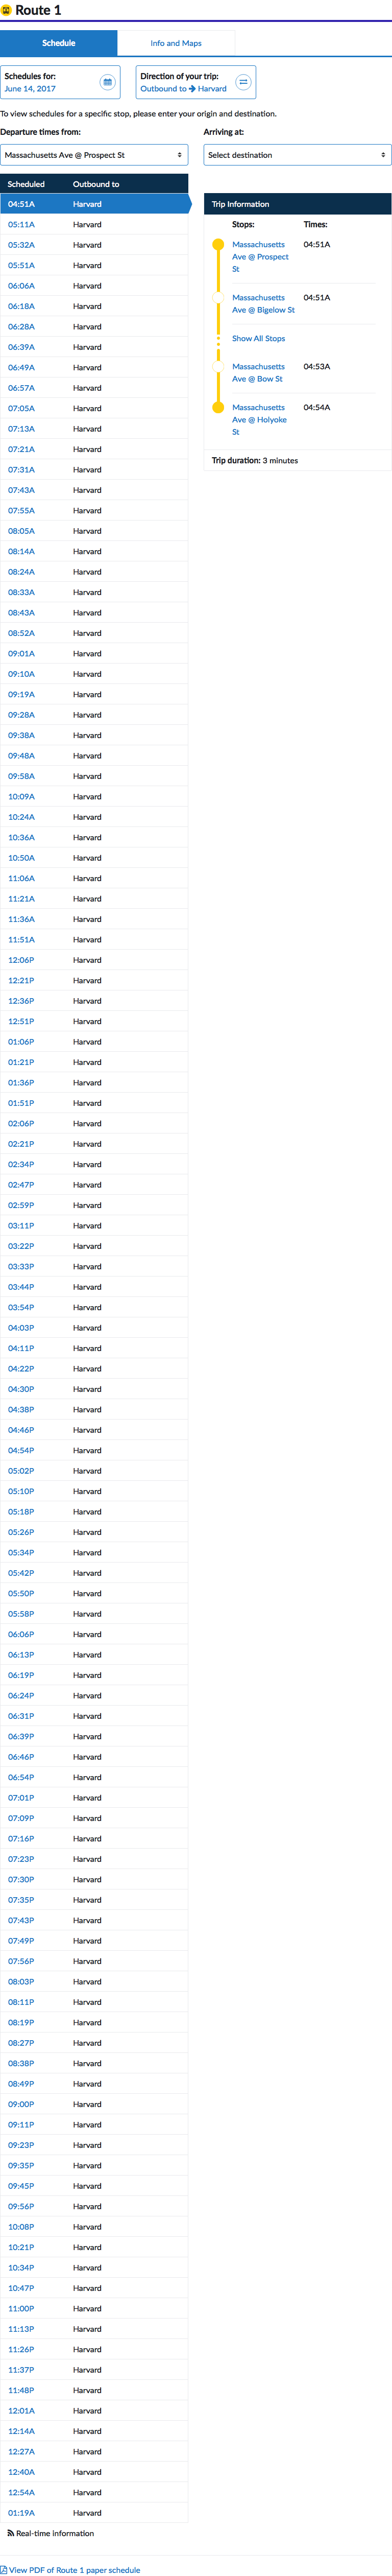 Route 1
Schedule
Info and Maps
Schedules for:
June 14, 2017
Direction of your trip:
Outbound to Harvard
To view schedules for a specific stop, please enter your origin and destination.
Departure times from:
Massachusetts Ave @ Prospect St
Arriving at:
Select destination
Scheduled Outbound to
04:51A Harvard
05:11A Harvard
05:32A Harvard
05:51A Harvard
06:06A Harvard
06:18A Harvard
06:28A Harvard
06:39A Harvard
06:49A Harvard
06:57A Harvard
07:05A Harvard
07:13A Harvard
07:21A Harvard
07:31A Harvard
07:43A Harvard
07:55A Harvard
08:05A Harvard
08:14A Harvard
08:24A Harvard
08:33A Harvard
08:43A Harvard
08:52A Harvard
09:01A Harvard
09:10A Harvard
09:19A Harvard
09:28A Harvard
09:38A Harvard
09:48A Harvard
09:58A Harvard
10:09A Harvard
10:24A Harvard
10:36A Harvard
10:50A Harvard
11:06A Harvard
11:21A Harvard
11:36A Harvard
11:51A Harvard
12:06P Harvard
12:21P Harvard
12:36P Harvard
12:51P Harvard
01:06P Harvard
01:21P Harvard
01:36P Harvard
01:51P Harvard
02:06P Harvard
02:21P Harvard
02:34P Harvard
02:47P Harvard
02:59P Harvard
03:11P Harvard
03:22P Harvard
03:33P Harvard
03:44P Harvard
03:54P Harvard
04:03P Harvard
04:11P Harvard
04:22P Harvard
04:30P Harvard
04:38P Harvard
04:46P Harvard
04:54P Harvard
05:02P Harvard
05:10P Harvard
05:18P Harvard
05:26P Harvard
05:34P Harvard
05:42P Harvard
05:50P Harvard
05:58P Harvard
06:06P Harvard
06:13P Harvard
06:19P Harvard
06:24P Harvard
06:31P Harvard
06:39P Harvard
06:46P Harvard
06:54P Harvard
07:01P Harvard
07:09P Harvard
07:16P Harvard
07:23P Harvard
07:30P Harvard
07:35P Harvard
07:43P Harvard
07:49P Harvard
07:56P Harvard
08:03P Harvard
08:11P Harvard
08:19P Harvard
08:27P Harvard
08:38P Harvard
08:49P Harvard
09:00P Harvard
09:11P Harvard
09:23P Harvard
09:35P Harvard
09:45P Harvard
09:56P Harvard
10:08P Harvard
10:21P Harvard
10:34P Harvard
10:47P Harvard
11:00P Harvard
11:13P Harvard
11:26P Harvard
11:37P Harvard
11:48P Harvard
12:01A Harvard
12:14A Harvard
12:27A Harvard
12:40A Harvard
12:54A Harvard
01:19A Harvard
Real-time information
Trip Information
Stops: Times:
Massachusetts 04:51A
Ave @ Prospect
St
Massachusetts 04:51A
Ave @ Bigelow St
Show All Stops
Massachusetts 04:53A
Ave @ Bow St
Massachusetts 04:54A
Ave @ Holyoke
St
Trip duration: 3 minutes
View PDF of Route 1 paper schedule